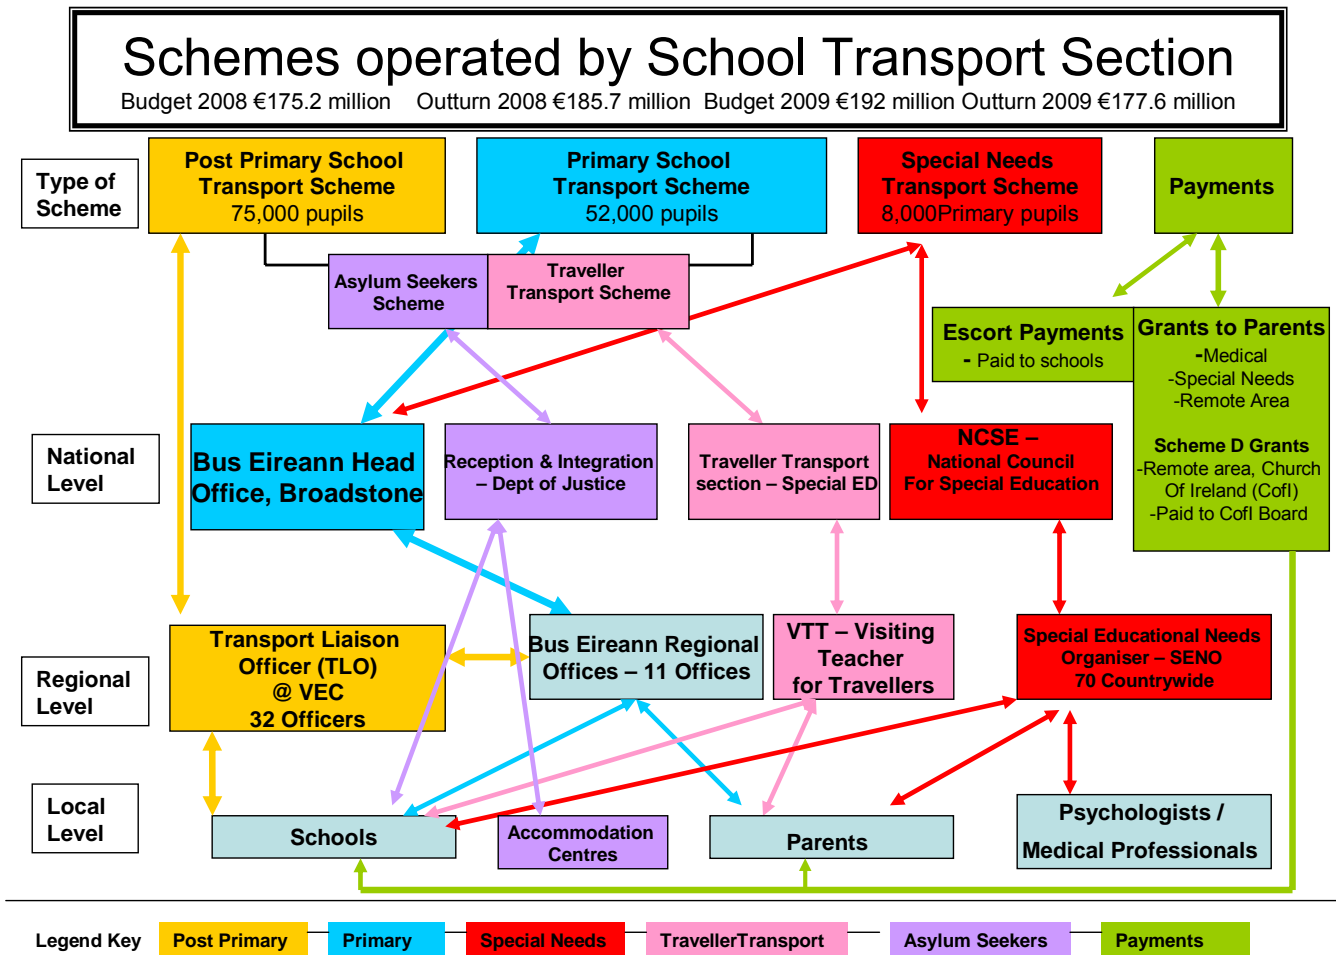 Schemes operated by School Transport Section
Budget 2008 €175.2 million Outturn 2008 €185.7 million Budget 2009 €192 million Outturn 2009 €177.6 million
Type of
Scheme
Post Primary School
Transport Scheme
75,000 pupils
Primary School
Transport Scheme
52,000 pupils
Special Needs
Transport Scheme
8,000Primary pupils
Payments
Asylum Seekers
Scheme
Traveller
Transport Scheme
Escort Payments
- Paid to schools
Grants to Parents
-Medical
-Special Needs
-Remote Area
Scheme D Grants
-Remote area, Church
Of Ireland (CofI)
-Paid to CofI Board
National
Level
Bus Eireann Head
Office, Broadstone
Reception & Integration
– Dept of Justice
Traveller Transport
section – Special ED
NCSE –
National Council
For Special Education
Regional
Level
Transport Liaison
Officer (TLO)
@ VEC
32 Officers
Bus Eireann Regional
Offices – 11 Offices
VTT – Visiting
Teacher
for Travellers
Special Educational Needs
Organiser – SENO
70 Countrywide
Local
Level
Schools
Accommodation
Centres
Parents
Psychologists /
Medical Professionals
Legend Key
Post Primary
Primary
Special Needs
TravellerTransport
Asylum Seekers
Payments